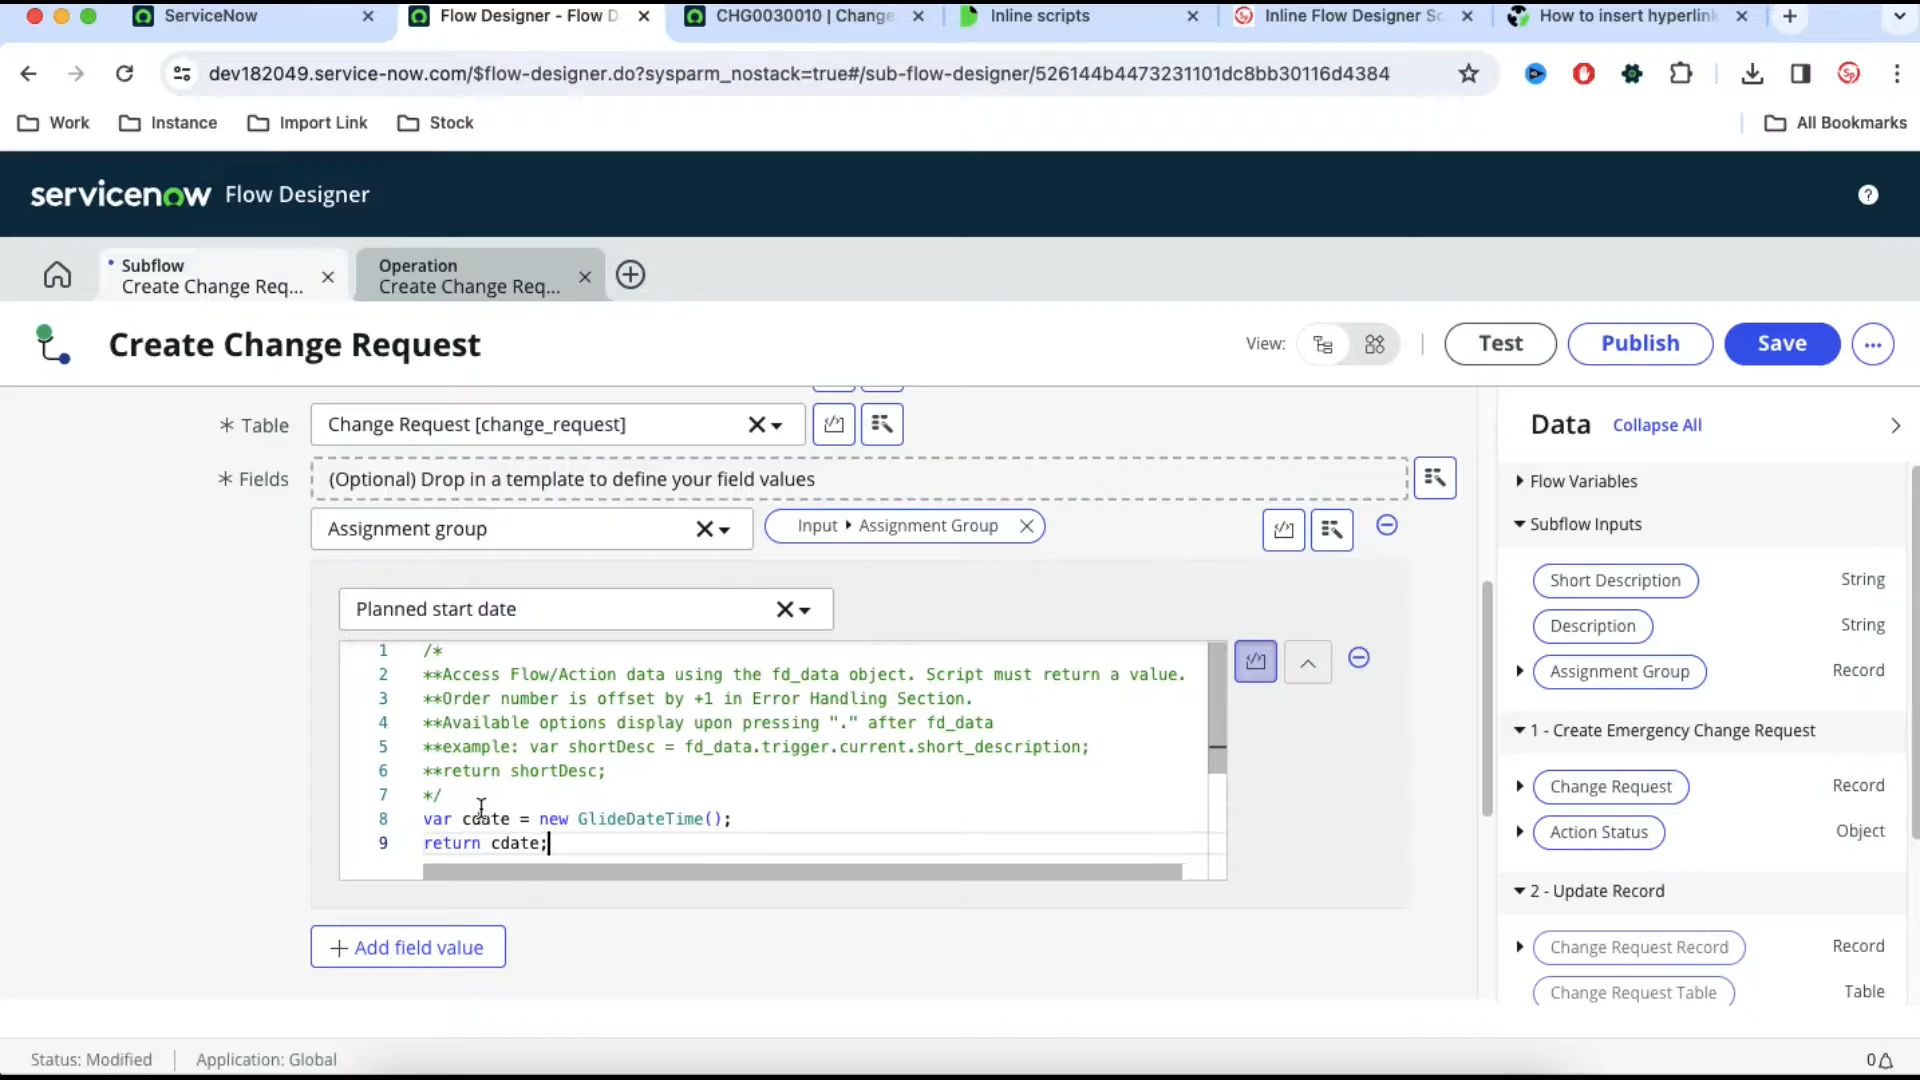 ServiceNow
Flow Designer - Flow D
CHG0030010 | Change
Inline scripts
Inline Flow Designer Sc
How to insert hyperlink
dev182049.service-now.com/$flow-designer.do?sysparm_nostack=true#/sub-flow-designer/526144b4473231101dc8bb30116d4384
Work
Instance
Import Link
Stock
All Bookmarks
servicenow Flow Designer
Subflow
Create Change Req...
Operation
Create Change Req...
Create Change Request
View:
Test
Publish
Save
* Table
Change Request [change_request]
* Fields
(Optional) Drop in a template to define your field values
Assignment group
Input ▸ Assignment Group
Planned start date
1 /*
2 **Access Flow/Action data using the fd_data object. Script must return a value.
3 **Order number is offset by +1 in Error Handling Section.
4 **Available options display upon pressing "." after fd_data
5 **example: var shortDesc = fd_data.trigger.current.short_description;
6 **return shortDesc;
7 */
8 var cdate = new GlideDateTime();
9 return cdate;
+ Add field value
Data Collapse All
Flow Variables
Subflow Inputs
Short Description String
Description String
Assignment Group Record
1 - Create Emergency Change Request
Change Request Record
Action Status Object
2 - Update Record
Change Request Record Record
Change Request Table Table
Status: Modified
Application: Global
0